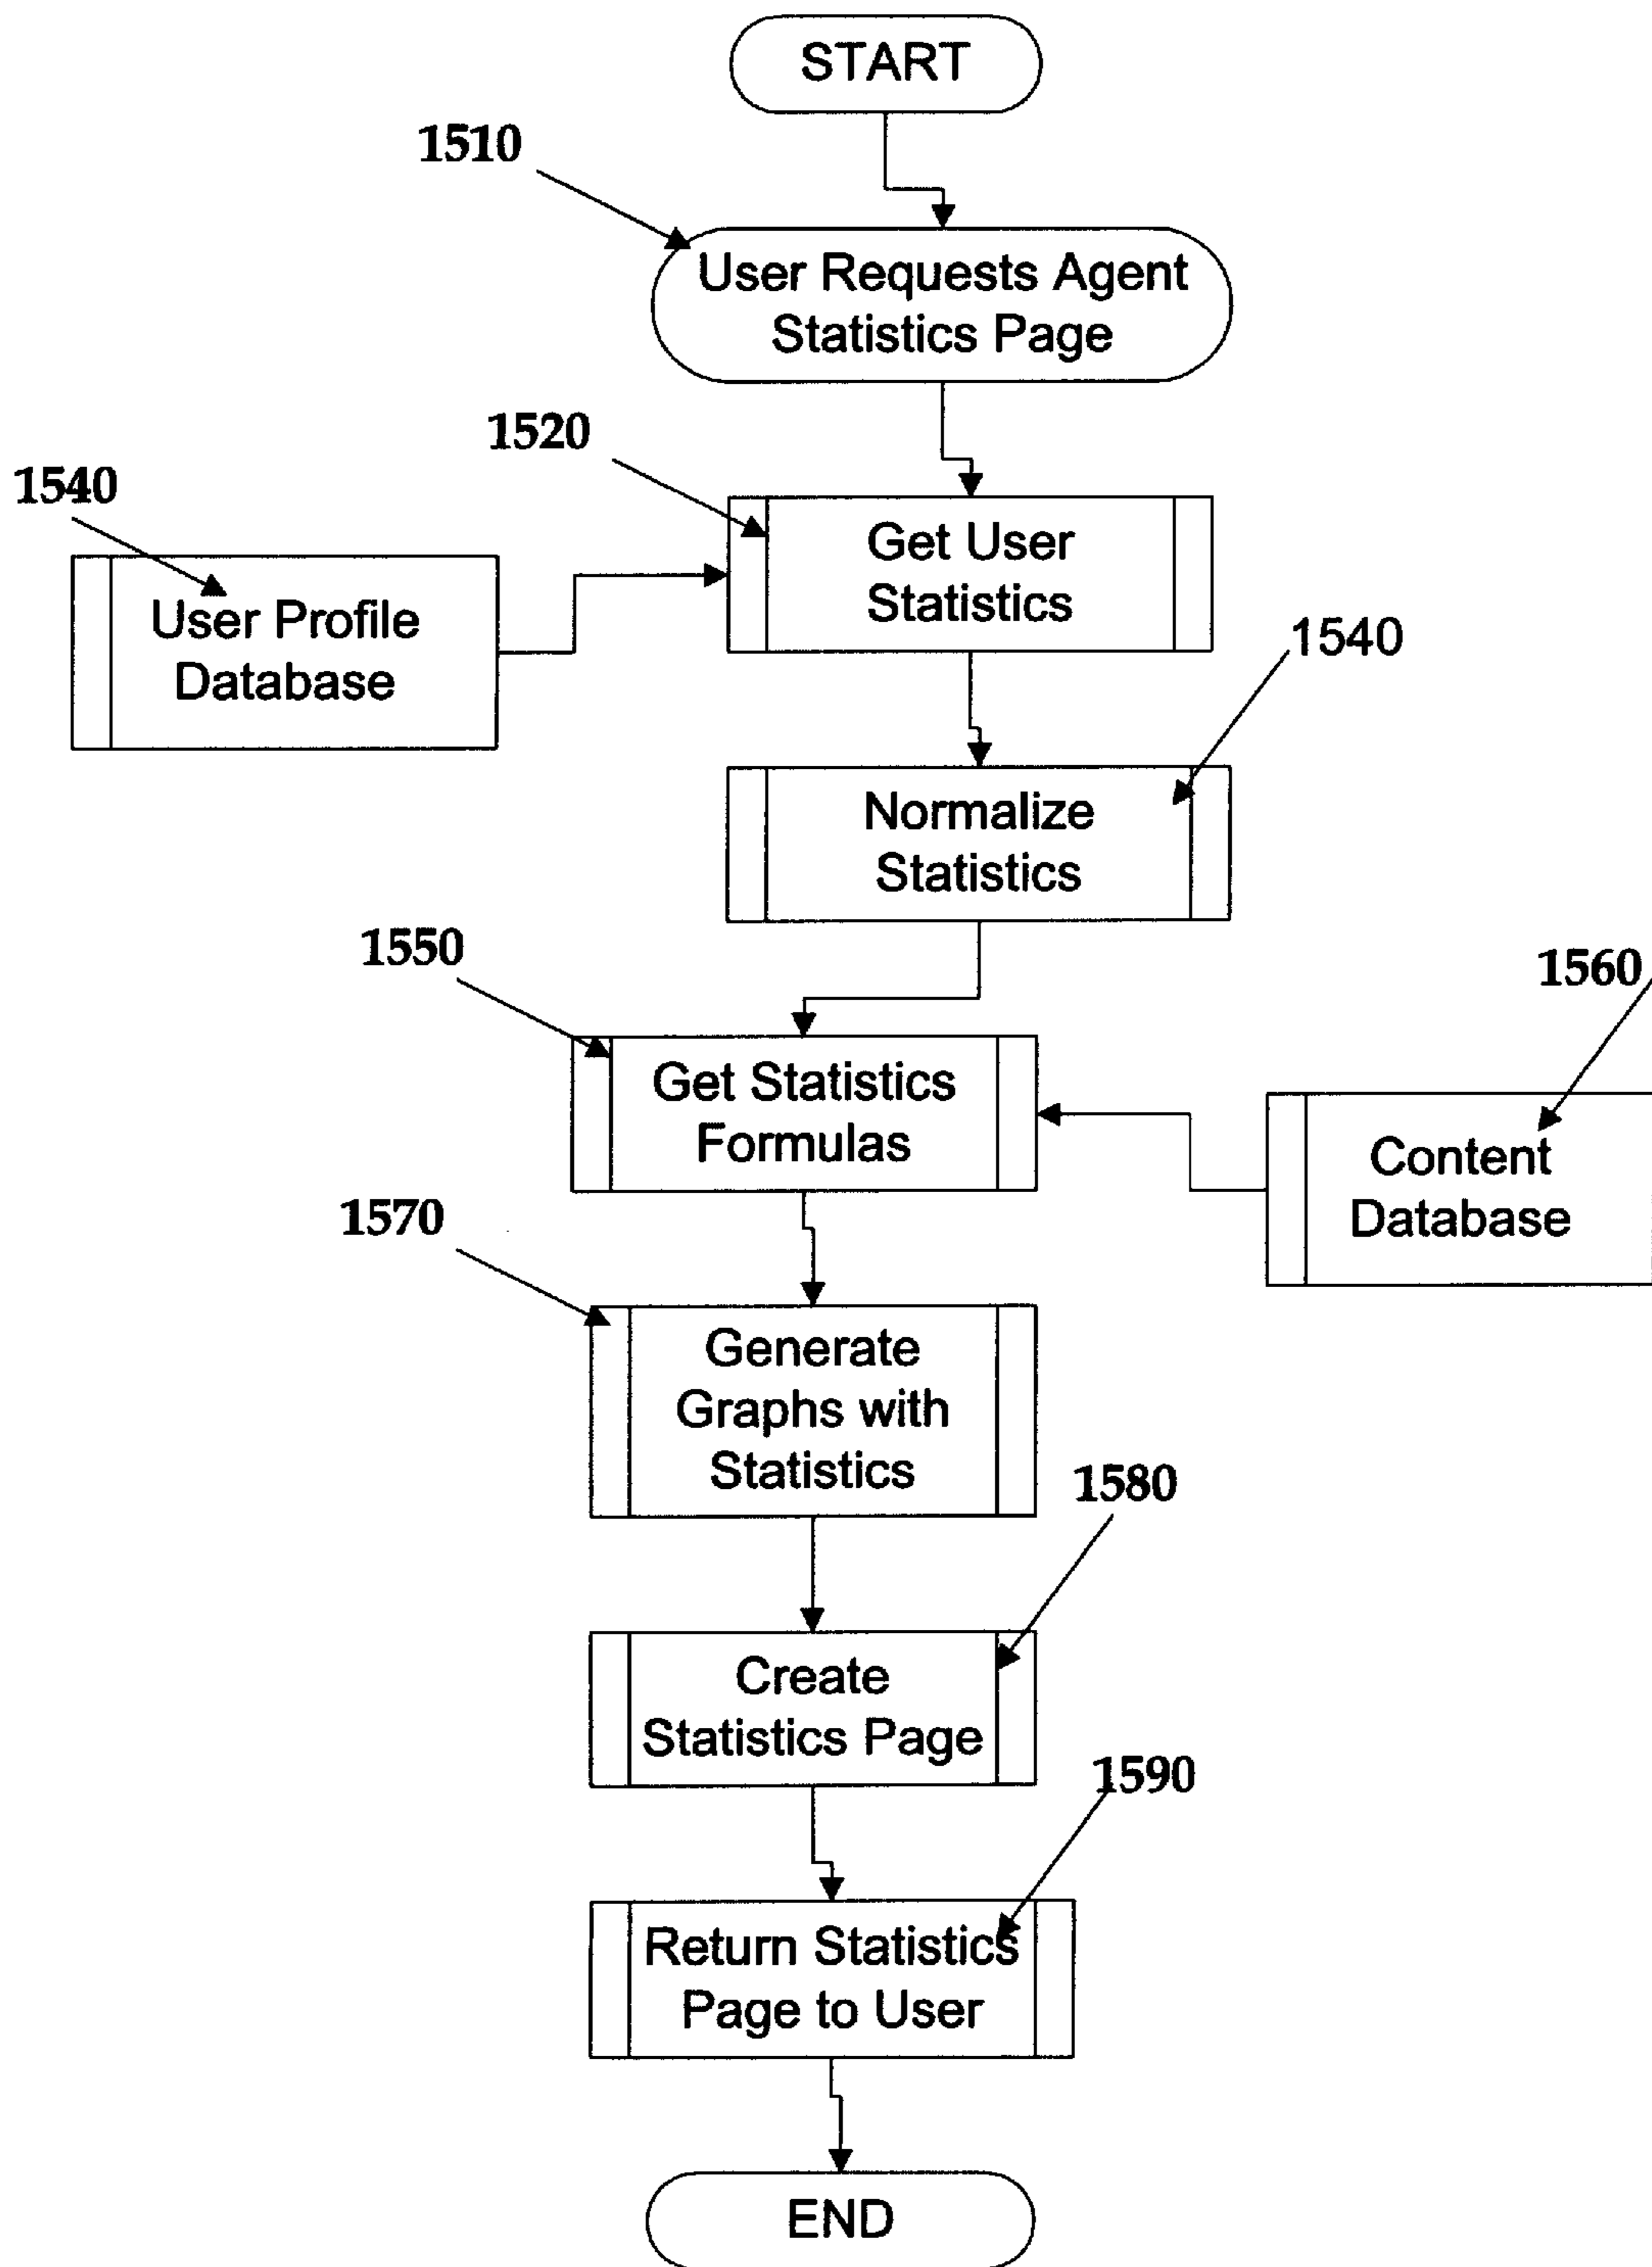 START
1510
User Requests Agent
Statistics Page
1520
1540
Get User
Statistics
User Profile
Database
1540
Normalize
Statistics
1550
1560
Get Statistics
Formulas
Content
Database
1570
Generate
Graphs with
Statistics
1580
Create
Statistics Page
1590
Return Statistics
Page to User
END